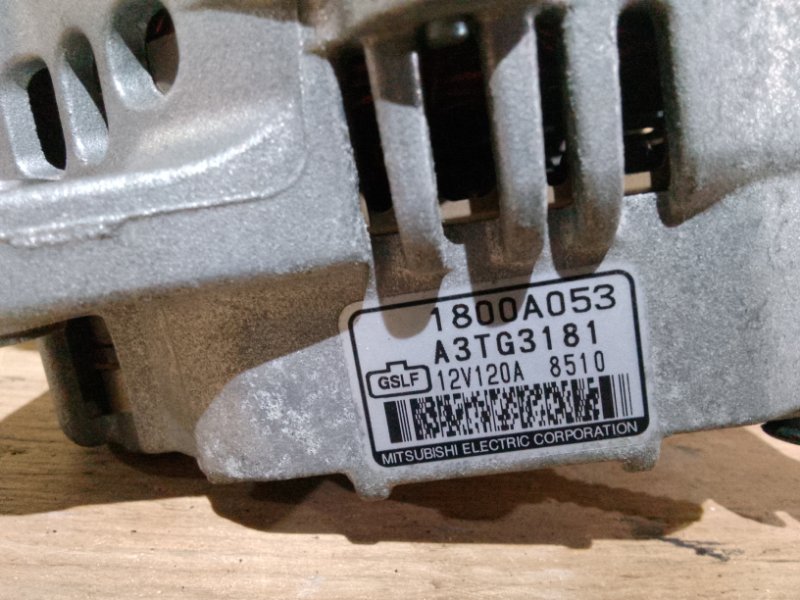 1800A053
A3TG3181
GSLF 12V120A 8510
MITSUBISHI ELECTRIC CORPORATION